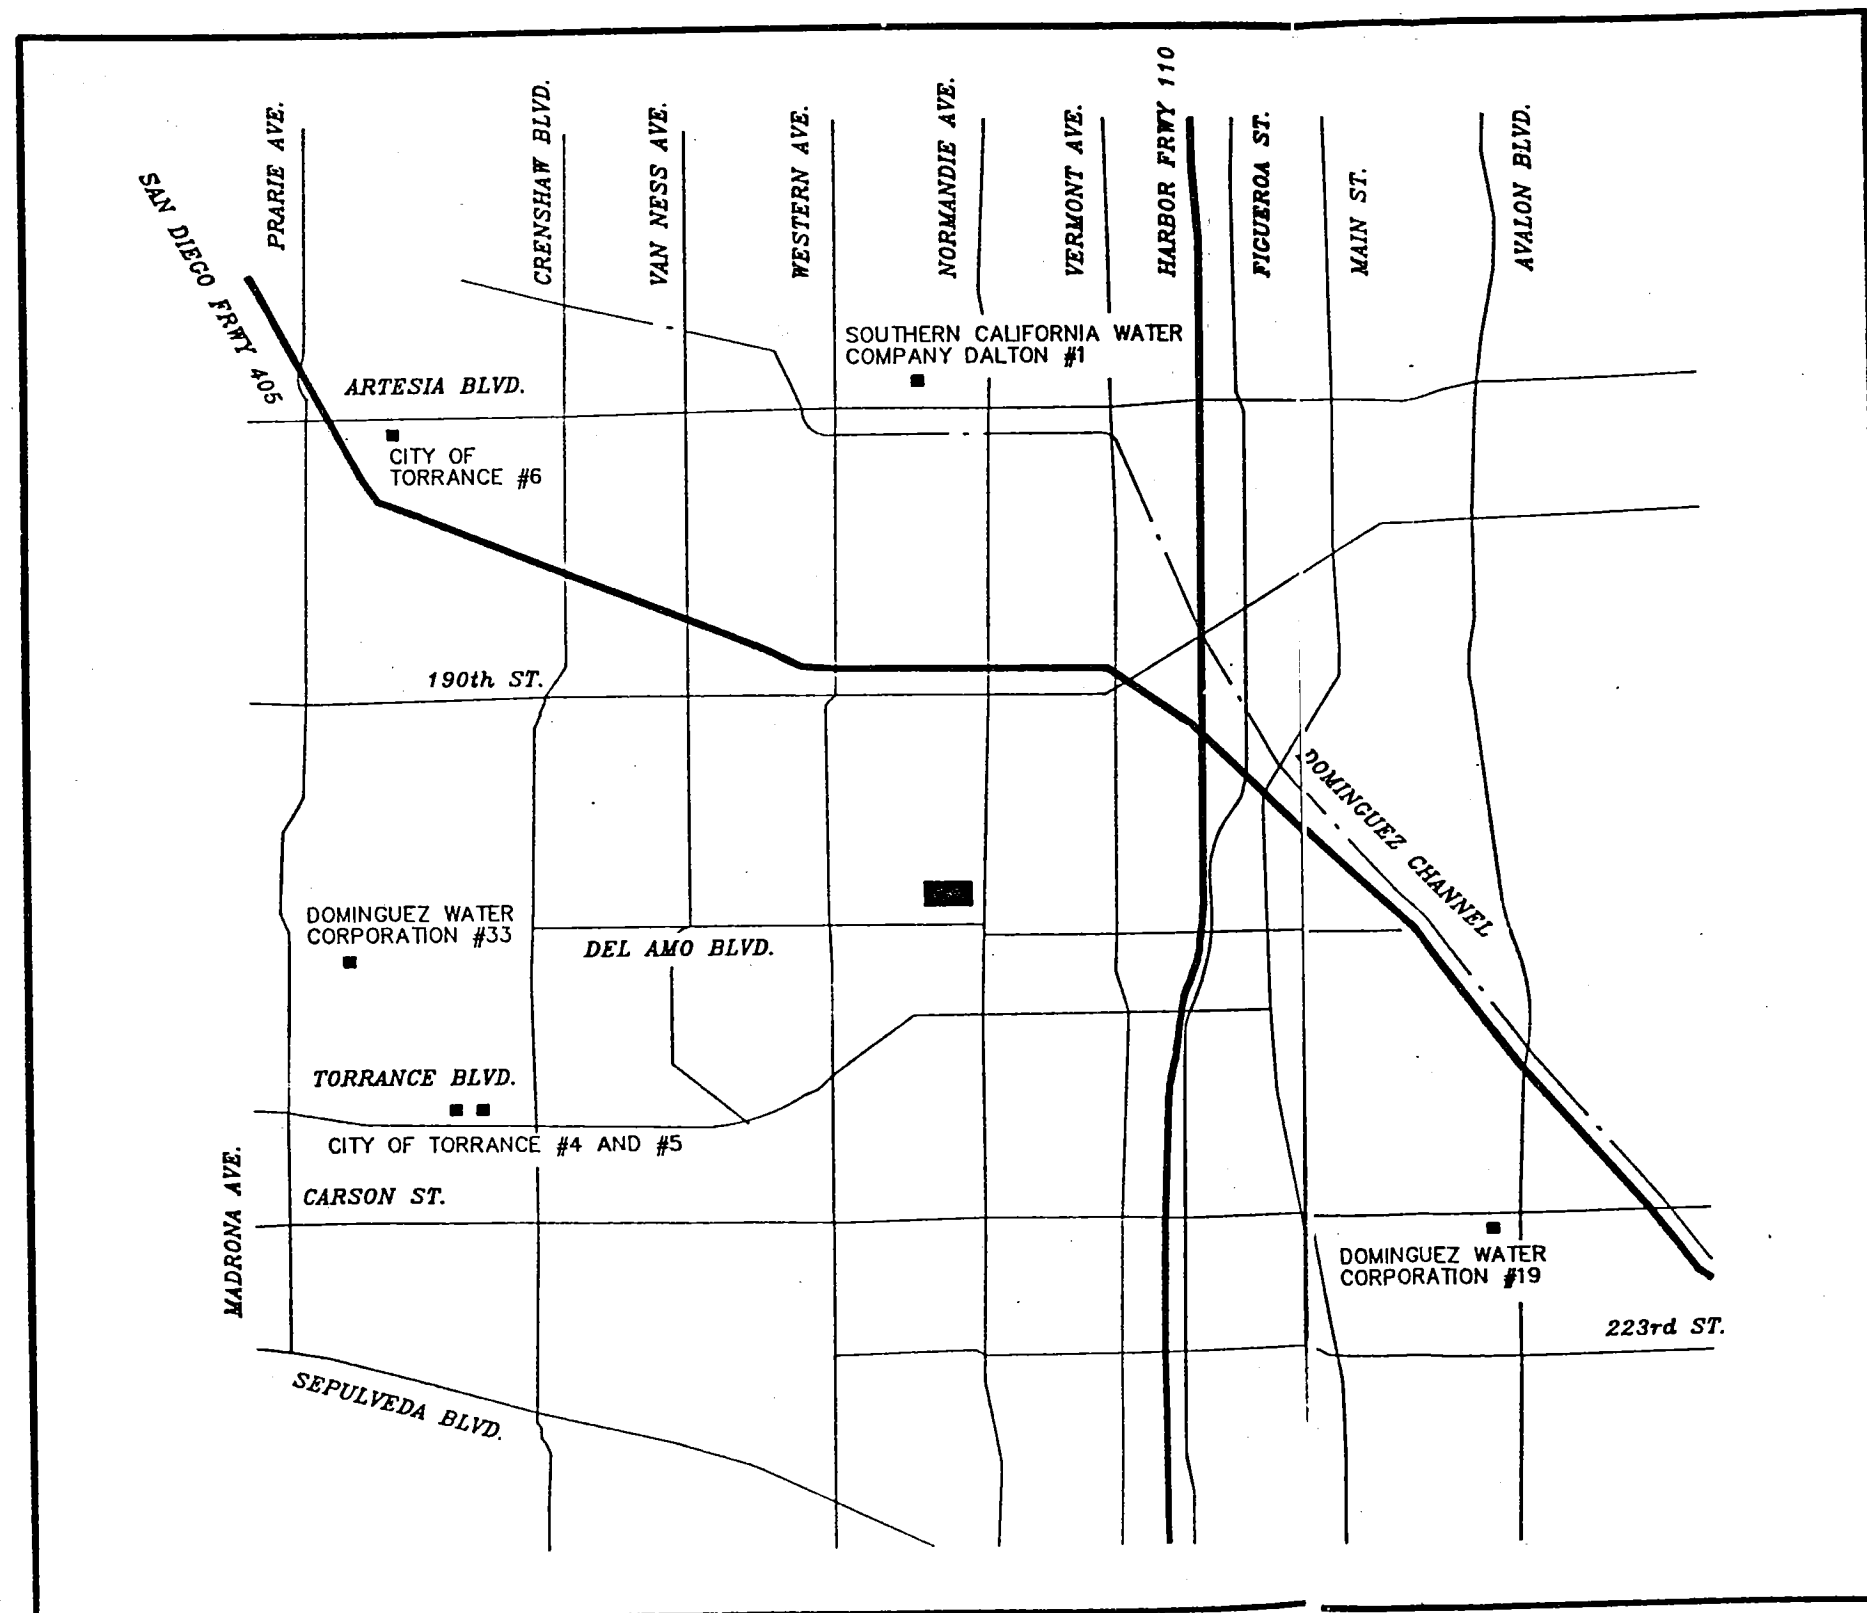 PRARIE AVE.
CRENSHAW BLVD.
VAN NESS AVE.
WESTERN AVE.
NORMANDIE AVE.
VERMONT AVE.
HARBOR FRWY 110
FIGUEROA ST.
MAIN ST.
AVALON BLVD.
SAN DIEGO FRWY 405
SOUTHERN CALIFORNIA WATER
COMPANY DALTON #1
ARTESIA BLVD.
CITY OF
TORRANCE #6
190th ST.
DOMINGUEZ CHANNEL
DOMINGUEZ WATER
CORPORATION #33
DEL AMO BLVD.
TORRANCE BLVD.
CITY OF TORRANCE #4 AND #5
MADRONA AVE.
CARSON ST.
DOMINGUEZ WATER
CORPORATION #19
223rd ST.
SEPULVEDA BLVD.